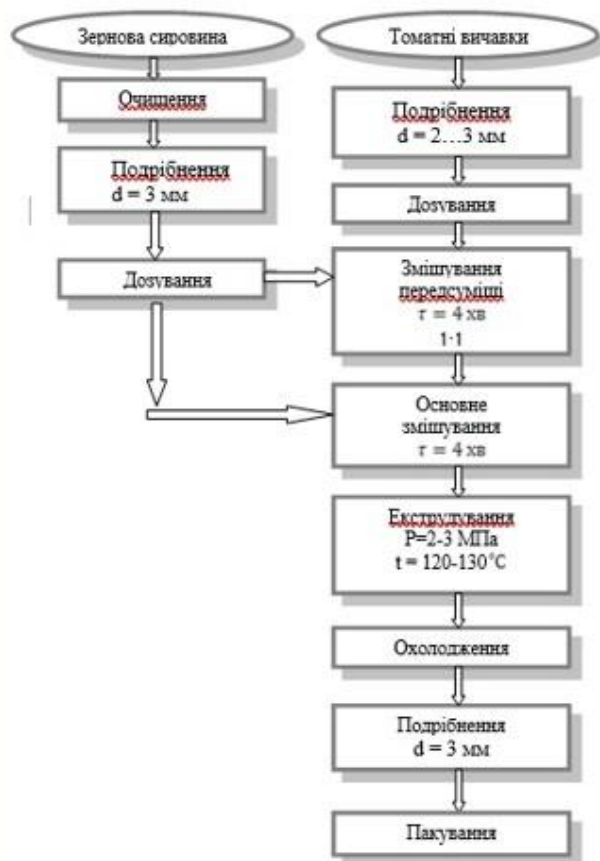 Зернова сировина
Очищення
Подрібнення
d = 3 мм
Дозування
Томатні вичавки
Подрібнення
d = 2…3 мм
Дозування
Змішування
передсуміші
τ = 4 хв
1·1
Основне
змішування
τ = 4 хв
Екструдування
P=2-3 МПа
t = 120-130°C
Охолодження
Подрібнення
d = 3 мм
Пакування